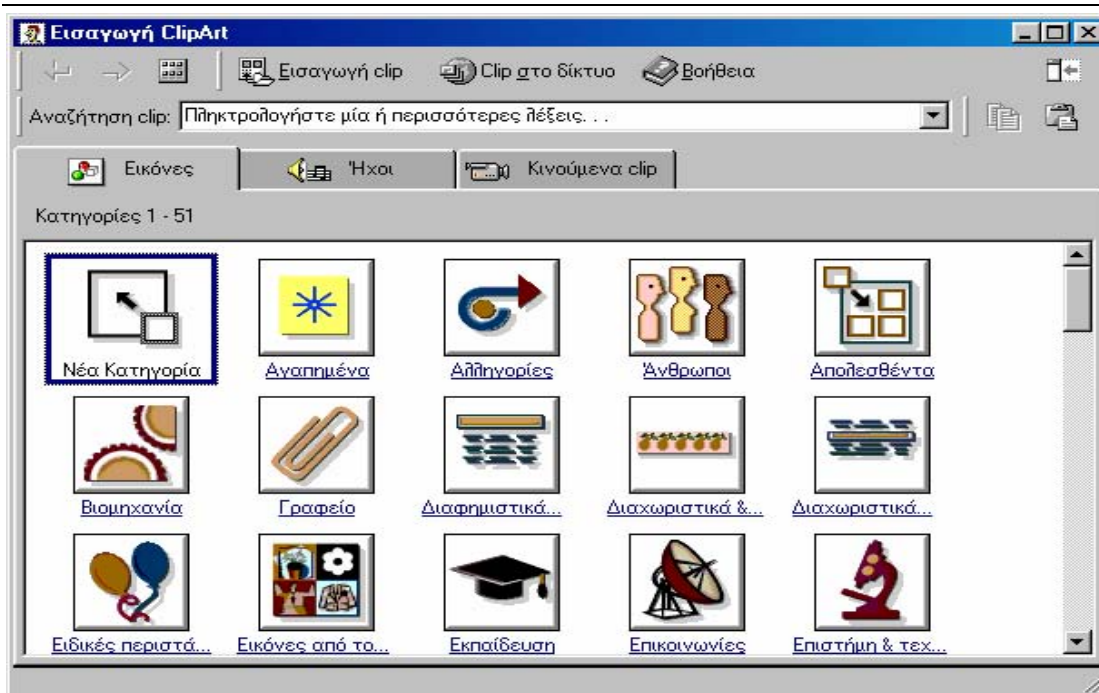 Εισαγωγή ClipArt
Εισαγωγή clip Clip στο δίκτυο Βοήθεια
Αναζήτηση clip: Πληκτρολογήστε μία ή περισσότερες λέξεις. . .
Εικόνες Ήχοι Κινούμενα clip
Κατηγορίες 1 - 51
Νέα Κατηγορία Αγαπημένα Αλληγορίες Άνθρωποι Απολεσθέντα
Βιομηχανία Γραφείο Διαφημιστικά... Διαχωριστικά &... Διαχωριστικά...
Ειδικές περιστά... Εικόνες από το... Εκπαίδευση Επικοινωνίες Επιστήμη & τεχ...